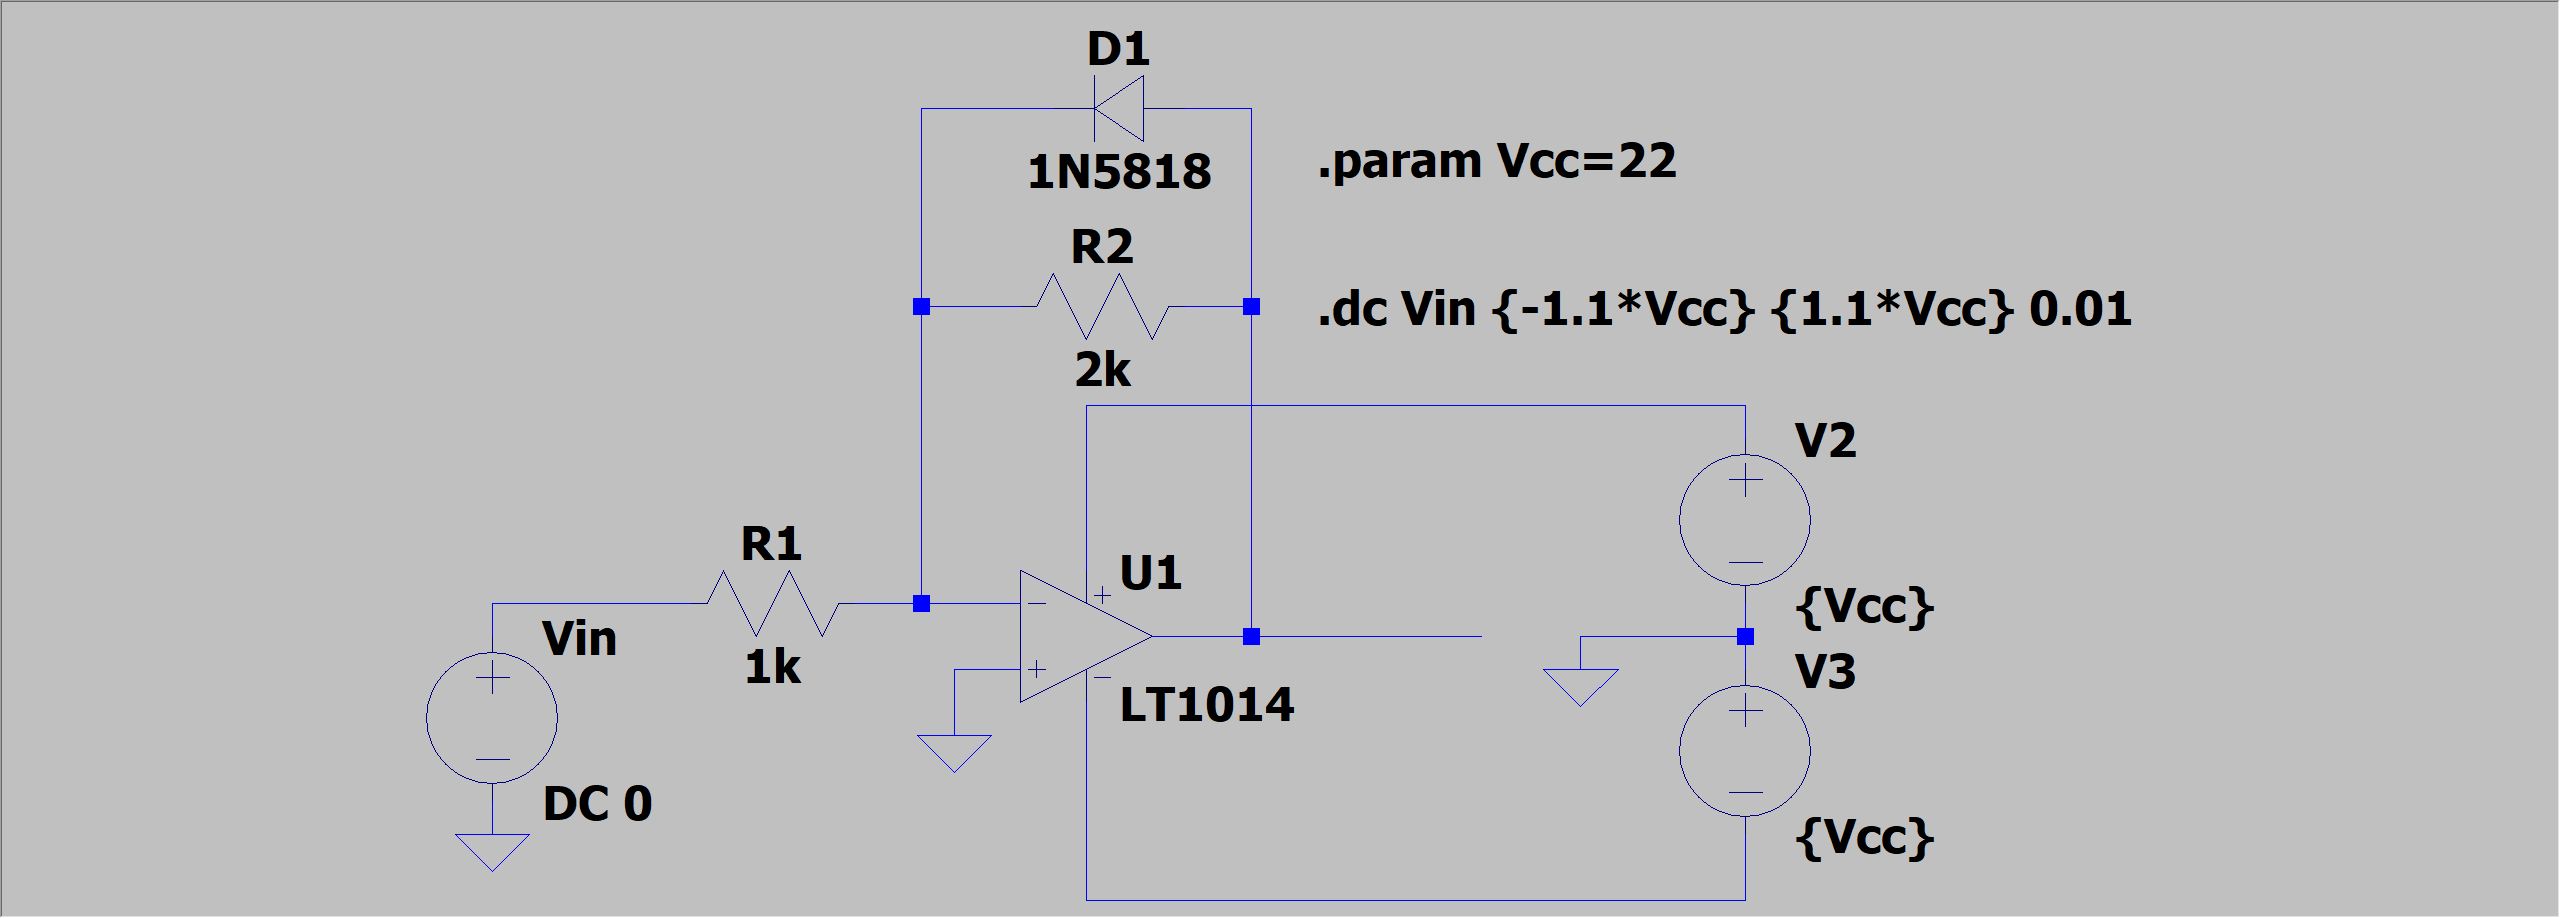 D1
1N5818
.param Vcc=22
R2
2k
.dc Vin {-1.1*Vcc} {1.1*Vcc} 0.01
V2
{Vcc}
R1
1k
U1
LT1014
Vin
DC 0
V3
{Vcc}